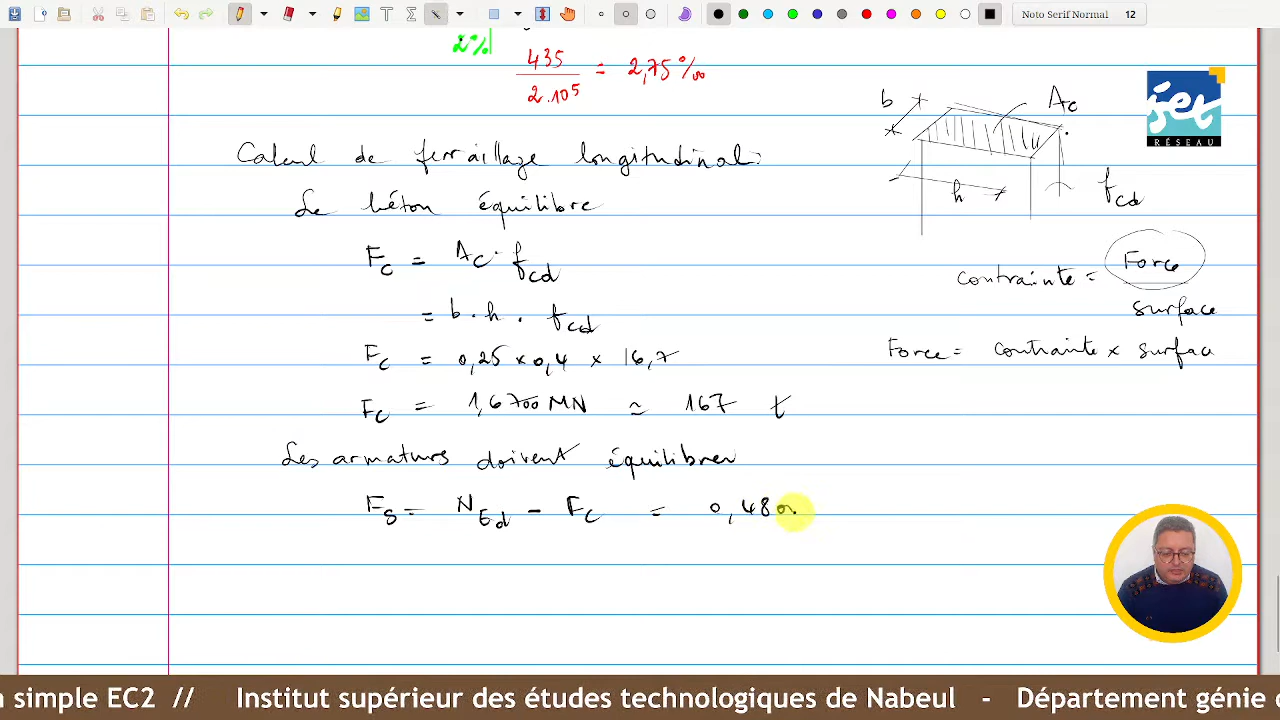 Noto Serif Normal 12
2‰
435
———— = 2,75‰
2.10⁵
b
Ac
iset
RÉSEAU
h
fcd
Calcul de ferraillage longitudinal:
Le béton équilibre
Fc = Ac. fcd
= b . h . fcd
Fc = 0,25 × 0,4 × 16,7
Fc = 1,6700 MN ≃ 167 t
contrainte = Force
surface
Force = contrainte × surfac
Les armaturs doivent équilibrer
Fs = NEd - Fc = 0,480
n simple EC2 // Institut supérieur des études technologiques de Nabeul - Département génie c